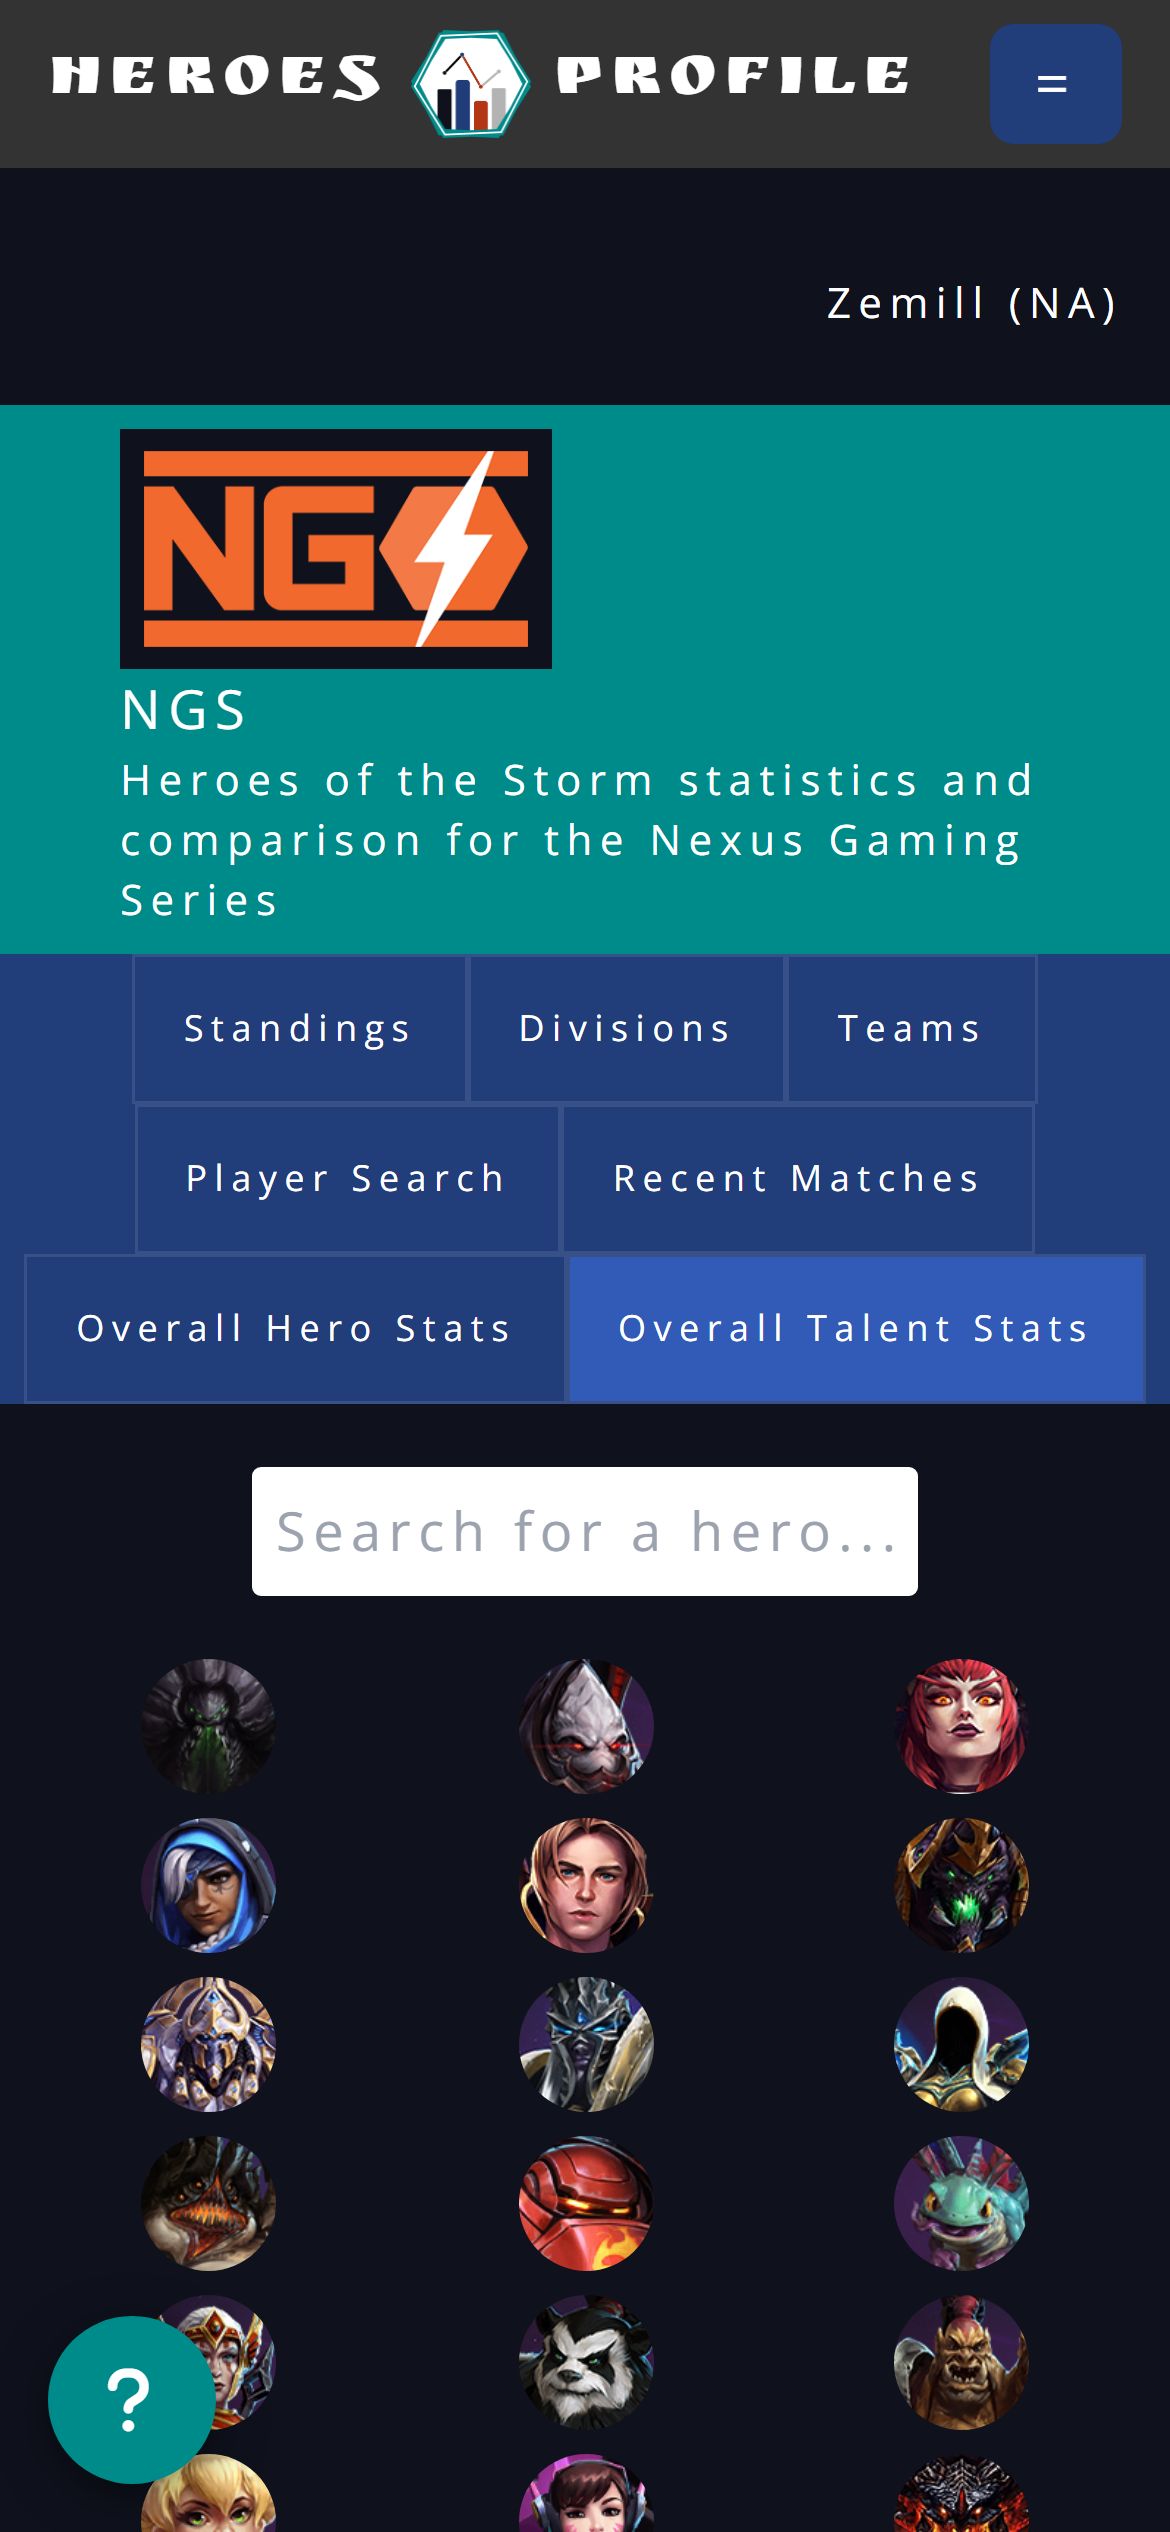 HEROES PROFILE
=
Zemill (NA)
NGS
NGS
Heroes of the Storm statistics and
comparison for the Nexus Gaming
Series
Standings Divisions Teams
Player Search Recent Matches
Overall Hero Stats Overall Talent Stats
Search for a hero...
?